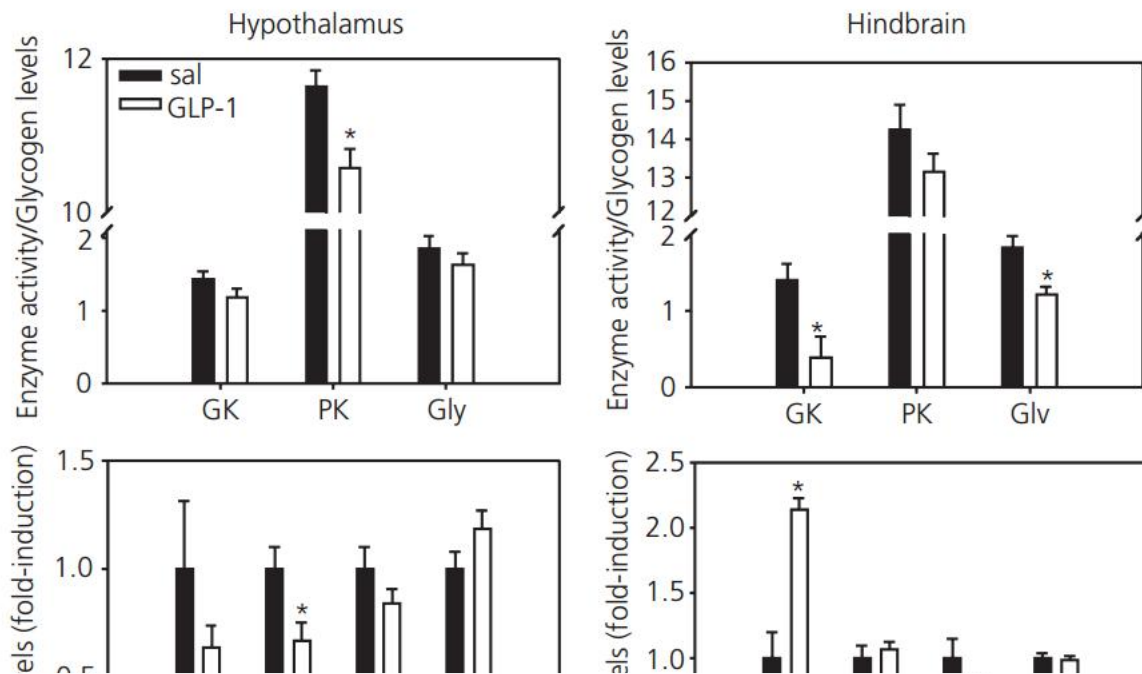 Hypothalamus
Enzyme activity/Glycogen levels
12
10
2
1
0
sal
GLP-1
*
GK PK Gly
Hindbrain
Enzyme activity/Glycogen levels
16
15
14
13
12
2
1
0
*
*
GK PK Glv
(fold-induction)
1.5
1.0
*
(fold-induction)
2.5
2.0
1.5
1.0
*